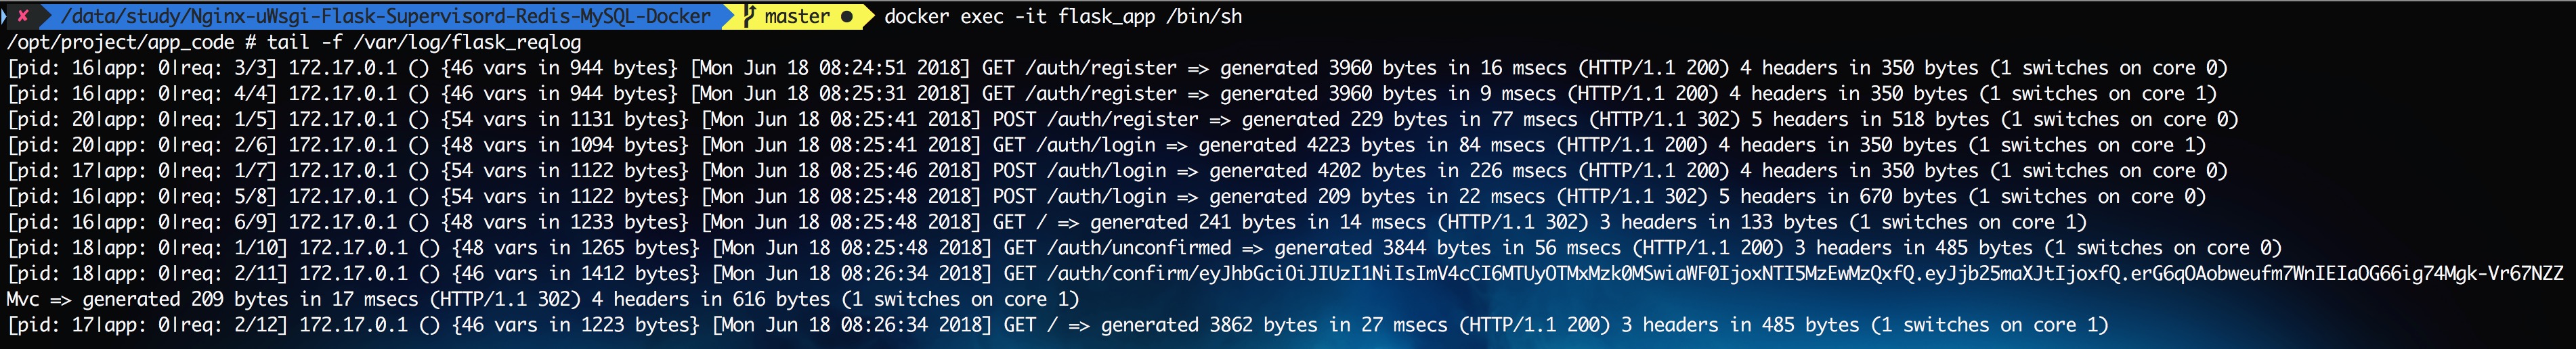 ✘ /data/study/Nginx-uWsgi-Flask-Supervisord-Redis-MySQL-Docker master ● docker exec -it flask_app /bin/sh
/opt/project/app_code # tail -f /var/log/flask_reqlog
[pid: 16|app: 0|req: 3/3] 172.17.0.1 () {46 vars in 944 bytes} [Mon Jun 18 08:24:51 2018] GET /auth/register => generated 3960 bytes in 16 msecs (HTTP/1.1 200) 4 headers in 350 bytes (1 switches on core 0)
[pid: 16|app: 0|req: 4/4] 172.17.0.1 () {46 vars in 944 bytes} [Mon Jun 18 08:25:31 2018] GET /auth/register => generated 3960 bytes in 9 msecs (HTTP/1.1 200) 4 headers in 350 bytes (1 switches on core 1)
[pid: 20|app: 0|req: 1/5] 172.17.0.1 () {54 vars in 1131 bytes} [Mon Jun 18 08:25:41 2018] POST /auth/register => generated 229 bytes in 77 msecs (HTTP/1.1 302) 5 headers in 518 bytes (1 switches on core 0)
[pid: 20|app: 0|req: 2/6] 172.17.0.1 () {48 vars in 1094 bytes} [Mon Jun 18 08:25:41 2018] GET /auth/login => generated 4223 bytes in 84 msecs (HTTP/1.1 200) 4 headers in 350 bytes (1 switches on core 1)
[pid: 17|app: 0|req: 1/7] 172.17.0.1 () {54 vars in 1122 bytes} [Mon Jun 18 08:25:46 2018] POST /auth/login => generated 4202 bytes in 226 msecs (HTTP/1.1 200) 4 headers in 350 bytes (1 switches on core 0)
[pid: 16|app: 0|req: 5/8] 172.17.0.1 () {54 vars in 1122 bytes} [Mon Jun 18 08:25:48 2018] POST /auth/login => generated 209 bytes in 22 msecs (HTTP/1.1 302) 5 headers in 670 bytes (1 switches on core 0)
[pid: 16|app: 0|req: 6/9] 172.17.0.1 () {48 vars in 1233 bytes} [Mon Jun 18 08:25:48 2018] GET / => generated 241 bytes in 14 msecs (HTTP/1.1 302) 3 headers in 133 bytes (1 switches on core 1)
[pid: 18|app: 0|req: 1/10] 172.17.0.1 () {48 vars in 1265 bytes} [Mon Jun 18 08:25:48 2018] GET /auth/unconfirmed => generated 3844 bytes in 56 msecs (HTTP/1.1 200) 3 headers in 485 bytes (1 switches on core 0)
[pid: 18|app: 0|req: 2/11] 172.17.0.1 () {46 vars in 1412 bytes} [Mon Jun 18 08:26:34 2018] GET /auth/confirm/eyJhbGciOiJIUzI1NiIsImV4cCI6MTUyOTMxMzk0MSwiaWF0IjoxNTI5MzEwMzQxfQ.eyJjb25maXJtIjoxfQ.erG6qOAobweufm7WnIEIaOG66ig74Mgk-Vr67NZZ
Mvc => generated 209 bytes in 17 msecs (HTTP/1.1 302) 4 headers in 616 bytes (1 switches on core 1)
[pid: 17|app: 0|req: 2/12] 172.17.0.1 () {46 vars in 1223 bytes} [Mon Jun 18 08:26:34 2018] GET / => generated 3862 bytes in 27 msecs (HTTP/1.1 200) 3 headers in 485 bytes (1 switches on core 1)